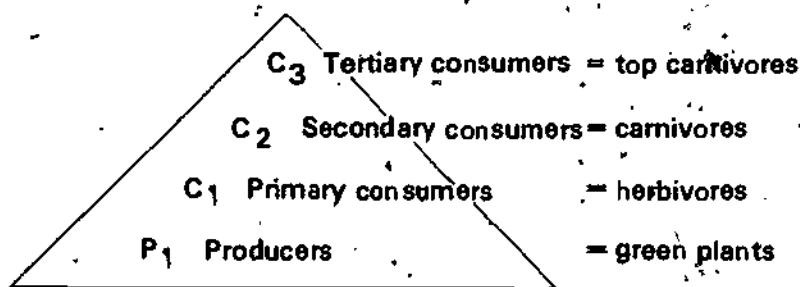 C3 Tertiary consumers = top carnivores
C2 Secondary consumers = carnivores
C1 Primary consumers = herbivores
P1 Producers = green plants